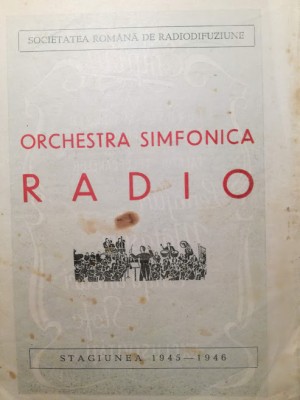 SOCIETATEA ROMÂNĂ DE RADIODIFUZIUNE
ORCHESTRA SIMFONICA
RADIO
STAGIUNEA 1945—1946